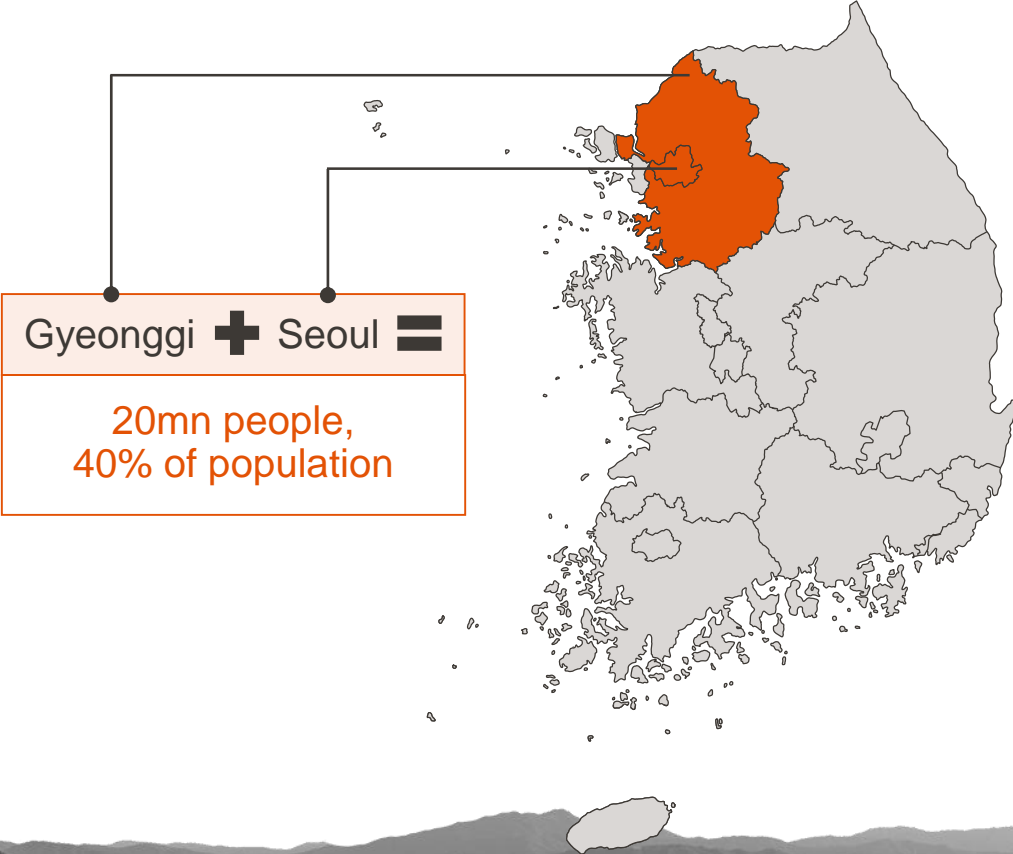 Gyeonggi + Seoul =
20mn people,
40% of population